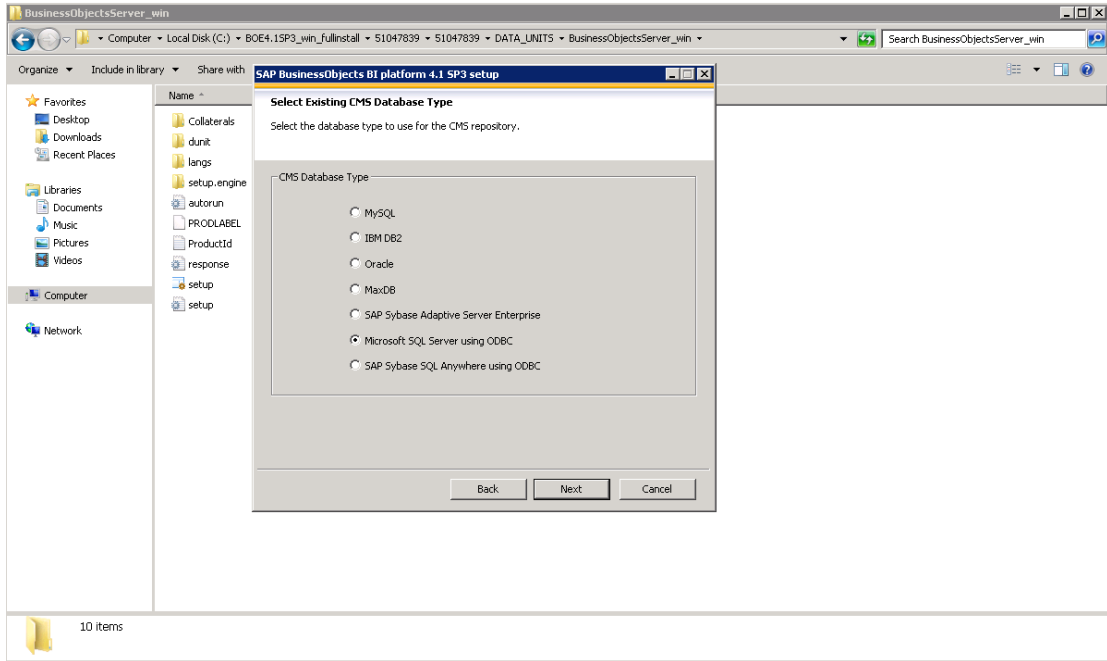 BusinessObjectsServer_win
Computer Local Disk (C:) BOE4.1SP3_win_fullinstall 51047839 51047839 DATA_UNITS BusinessObjectsServer_win Search BusinessObjectsServer_win
Organize Include in library Share with
SAP BusinessObjects BI platform 4.1 SP3 setup
Favorites
Desktop
Downloads
Recent Places
Libraries
Documents
Music
Pictures
Videos
Computer
Network
Name
Collaterals
dunit
langs
setup.engine
autorun
PRODLABEL
ProductId
response
setup
setup
Select Existing CMS Database Type
Select the database type to use for the CMS repository.
CMS Database Type
MySQL
IBM DB2
Oracle
MaxDB
SAP Sybase Adaptive Server Enterprise
Microsoft SQL Server using ODBC
SAP Sybase SQL Anywhere using ODBC
Back Next Cancel
10 items